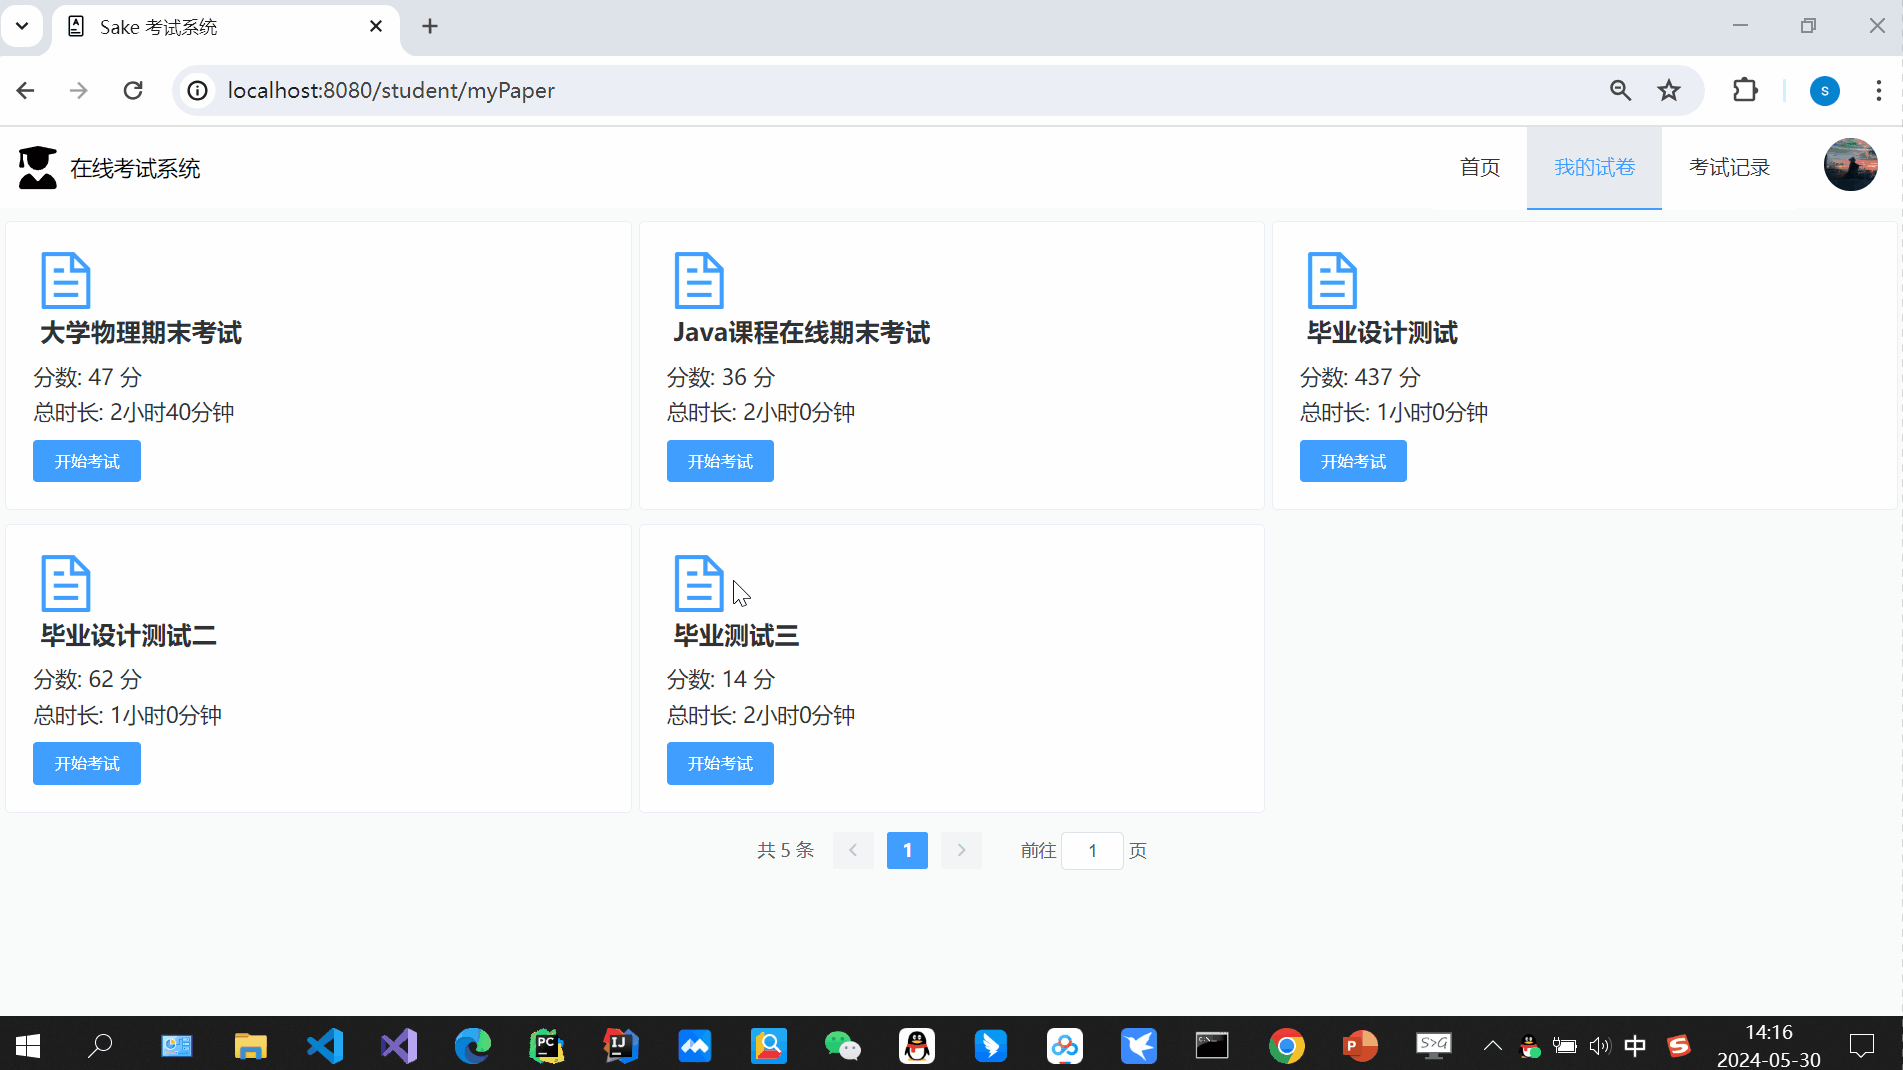 Sake 考试系统
localhost:8080/student/myPaper
s
在线考试系统
首页
我的试卷
考试记录
大学物理期末考试
分数: 47 分
总时长: 2小时40分钟
开始考试
Java课程在线期末考试
分数: 36 分
总时长: 2小时0分钟
开始考试
毕业设计测试
分数: 437 分
总时长: 1小时0分钟
开始考试
毕业设计测试二
分数: 62 分
总时长: 1小时0分钟
开始考试
毕业测试三
分数: 14 分
总时长: 2小时0分钟
开始考试
共 5 条
1
前往 1 页
PC
IJ
P
S>G
中
S
14:16
2024-05-30